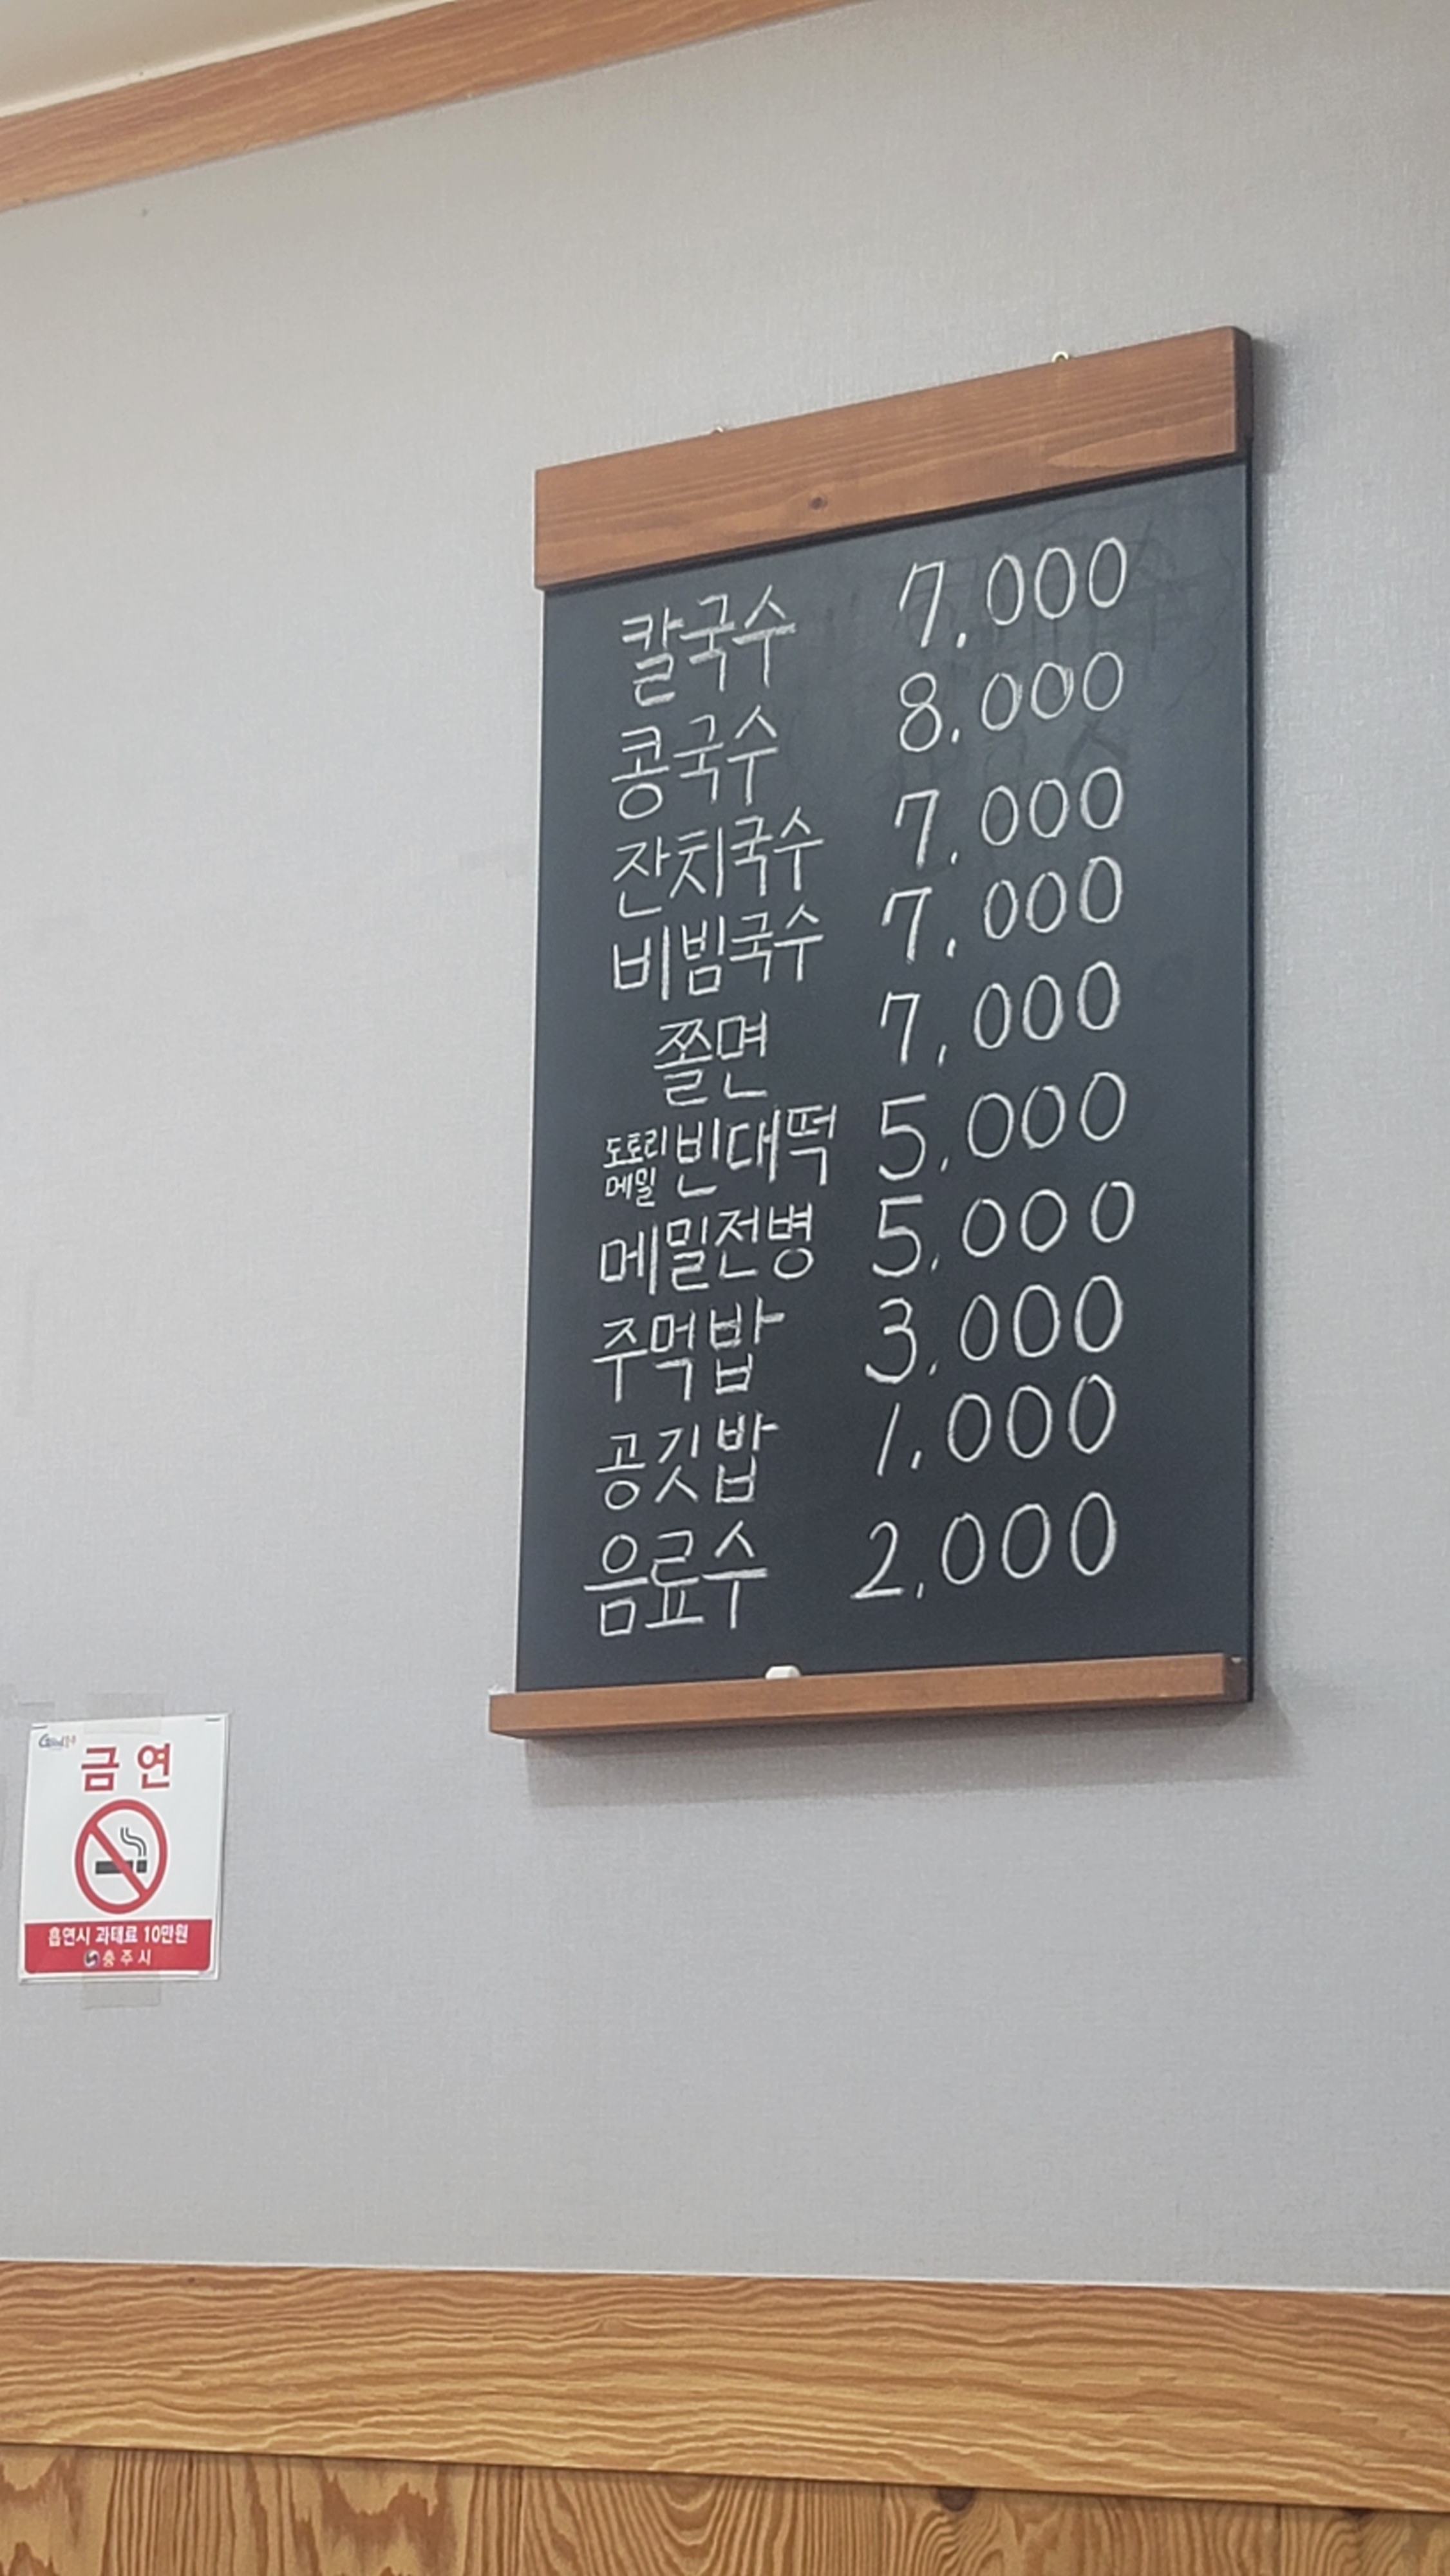 칼국수 7,000
콩국수 8,000
잔치국수 7,000
비빔국수 7,000
쫄면 7,000
도토리 메밀 빈대떡 5,000
메밀전병 5,000
주먹밥 3,000
공깃밥 1,000
음료수 2,000
금연
흡연시 과태료 10만원
충주시